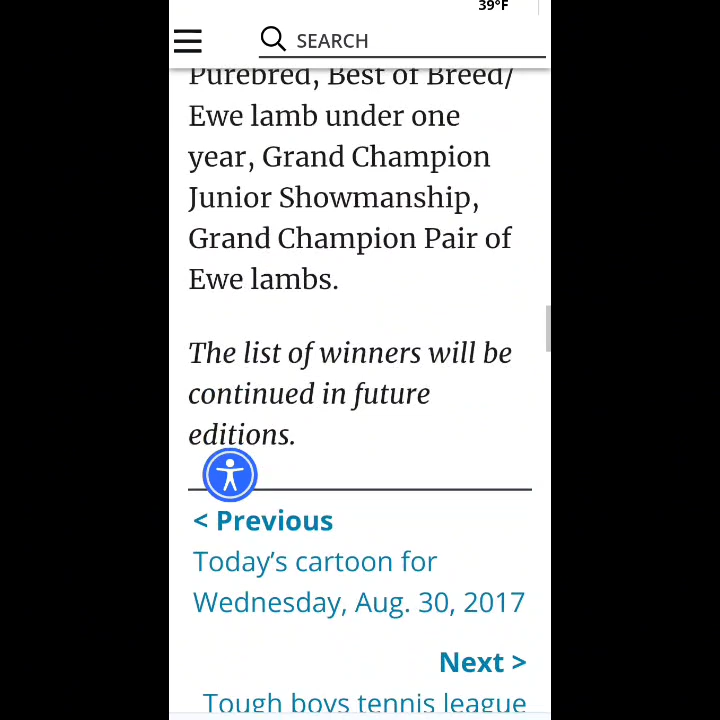 39°F
SEARCH
Purebred, Best of Breed/
Ewe lamb under one
year, Grand Champion
Junior Showmanship,
Grand Champion Pair of
Ewe lambs.
The list of winners will be
continued in future
editions.
< Previous
Today’s cartoon for
Wednesday, Aug. 30, 2017
Next >
Tough boys tennis league